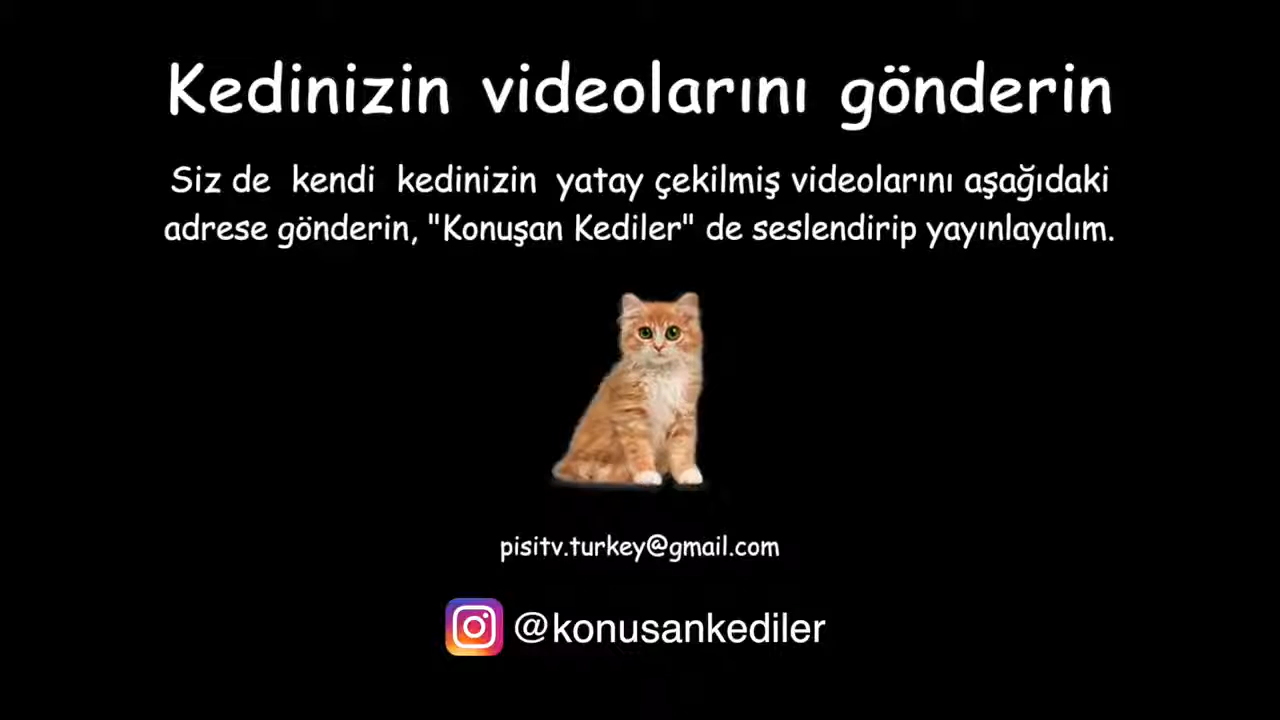 Kedinizin videolarını gönderin
Siz de kendi kedinizin yatay çekilmiş videolarını aşağıdaki
adrese gönderin, "Konuşan Kediler" de seslendirip yayınlayalım.
pisitv.turkey@gmail.com
@konusankediler